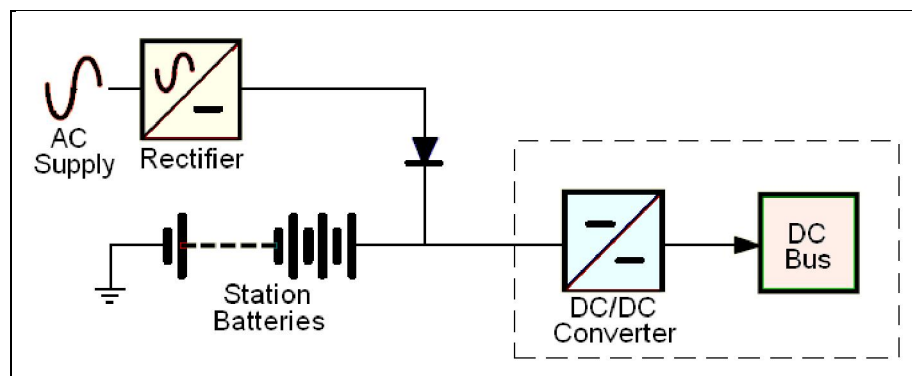 AC
Supply
Rectifier
Station
Batteries
DC/DC
Converter
DC
Bus